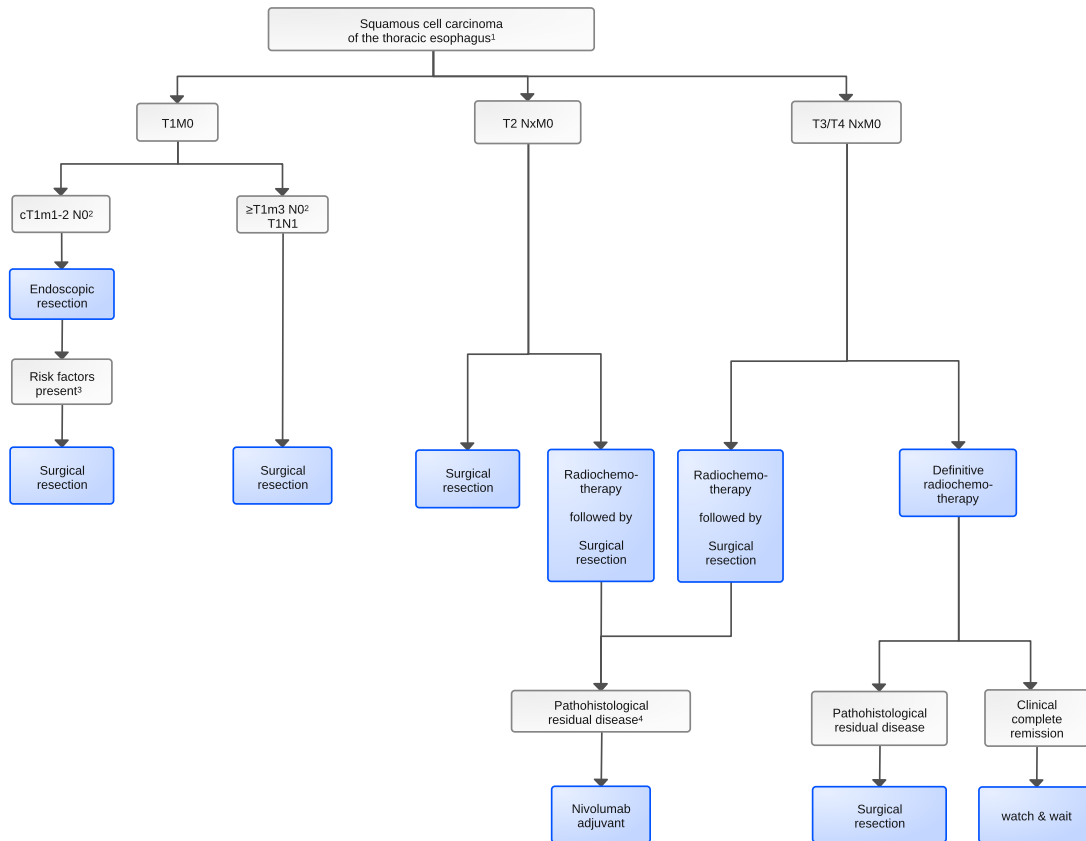 Squamous cell carcinoma
of the thoracic esophagus¹
T1M0
T2 NxM0
T3/T4 NxM0
cT1m1-2 N0²
≥T1m3 N0²
T1N1
Endoscopic
resection
Risk factors
present³
Surgical
resection
Surgical
resection
Surgical
resection
Radiochemo-
therapy
followed by
Surgical
resection
Radiochemo-
therapy
followed by
Surgical
resection
Definitive
radiochemo-
therapy
Pathohistological
residual disease⁴
Pathohistological
residual disease
Clinical
complete
remission
Nivolumab
adjuvant
Surgical
resection
watch & wait